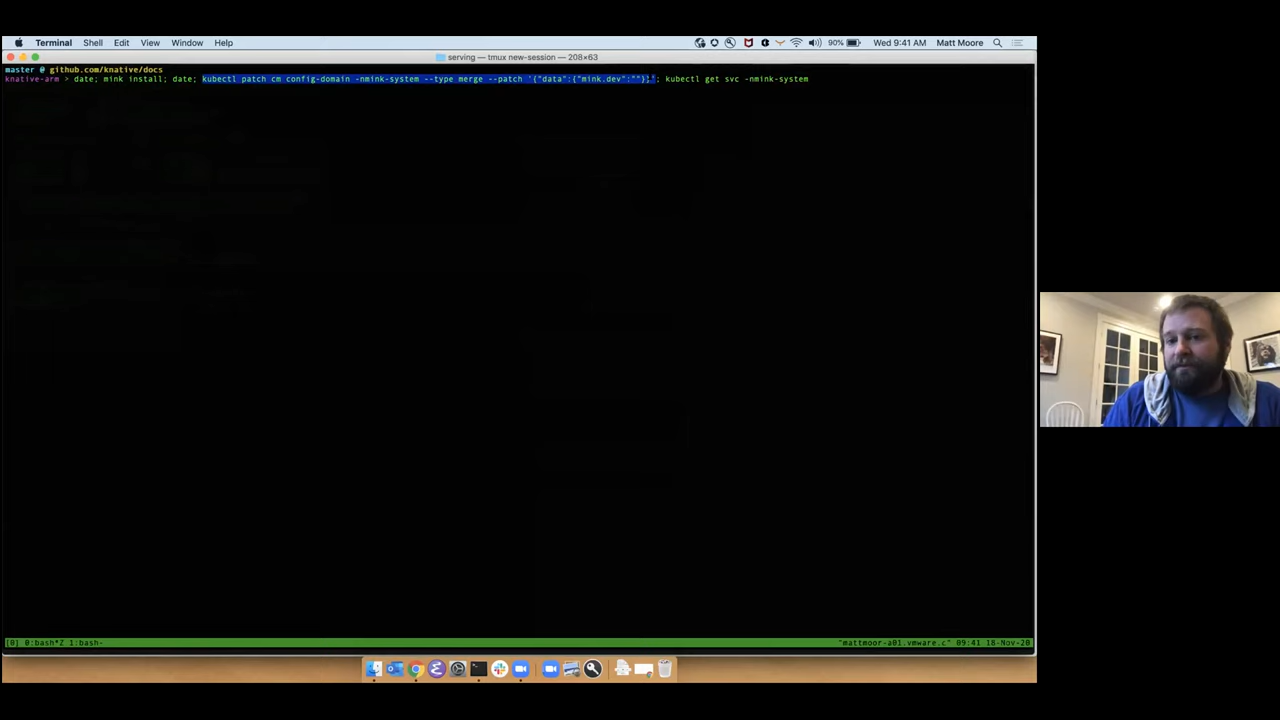 Terminal Shell Edit View Window Help 90% Wed 9:41 AM Matt Moore
serving — tmux new-session — 208×63
master @ github.com/knative/docs
knative-arm > date; mink install; date; kubectl patch cm config-domain -nmink-system --type merge --patch '{"data":{"mink.dev":""}}'; kubectl get svc -nmink-system
[0] 0:bash*Z 1:bash- "mattmoor-a01.vmware.c" 09:41 18-Nov-20